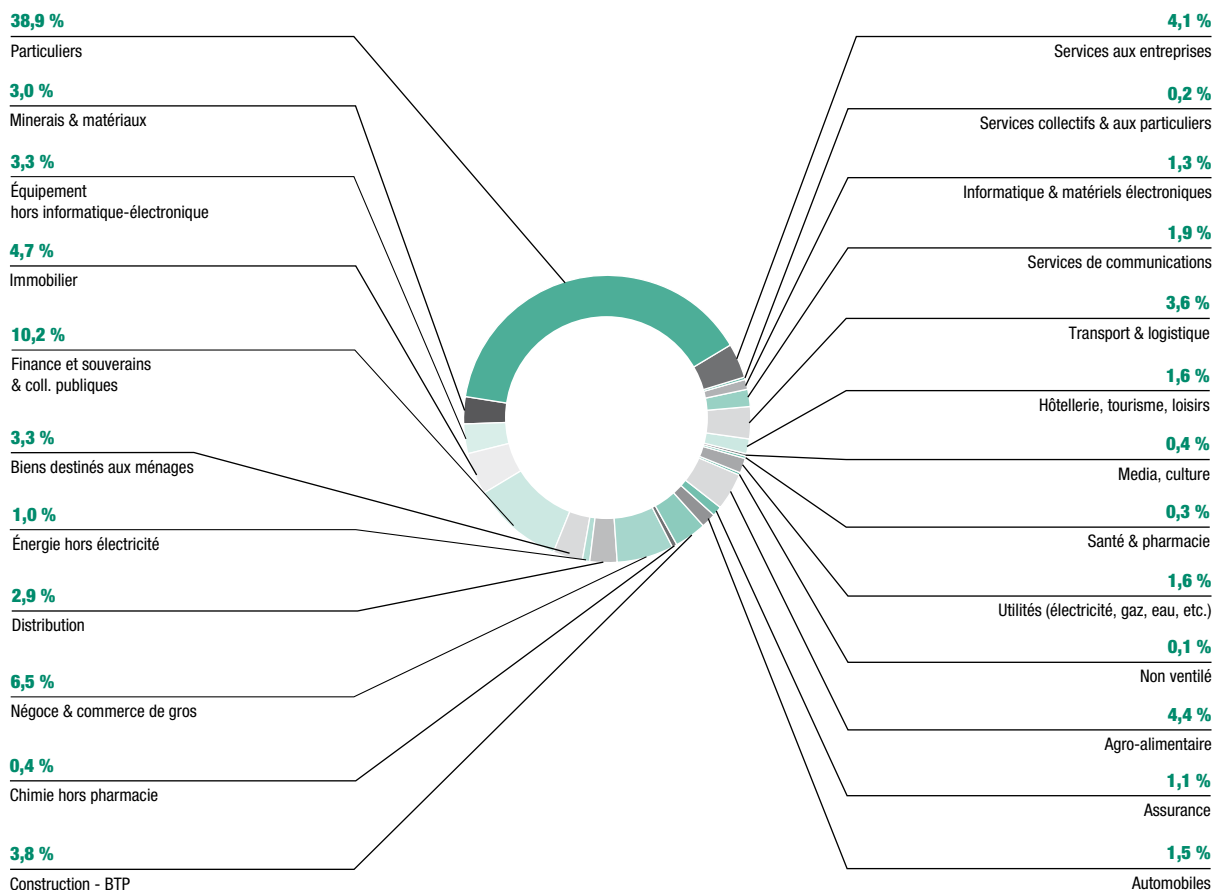 38,9 %
Particuliers
3,0 %
Minerais & matériaux
3,3 %
Équipement
hors informatique-électronique
4,7 %
Immobilier
10,2 %
Finance et souverains
& coll. publiques
3,3 %
Biens destinés aux ménages
1,0 %
Énergie hors électricité
2,9 %
Distribution
6,5 %
Négoce & commerce de gros
0,4 %
Chimie hors pharmacie
3,8 %
Construction - BTP
4,1 %
Services aux entreprises
0,2 %
Services collectifs & aux particuliers
1,3 %
Informatique & matériels électroniques
1,9 %
Services de communications
3,6 %
Transport & logistique
1,6 %
Hôtellerie, tourisme, loisirs
0,4 %
Media, culture
0,3 %
Santé & pharmacie
1,6 %
Utilités (électricité, gaz, eau, etc.)
0,1 %
Non ventilé
4,4 %
Agro-alimentaire
1,1 %
Assurance
1,5 %
Automobiles